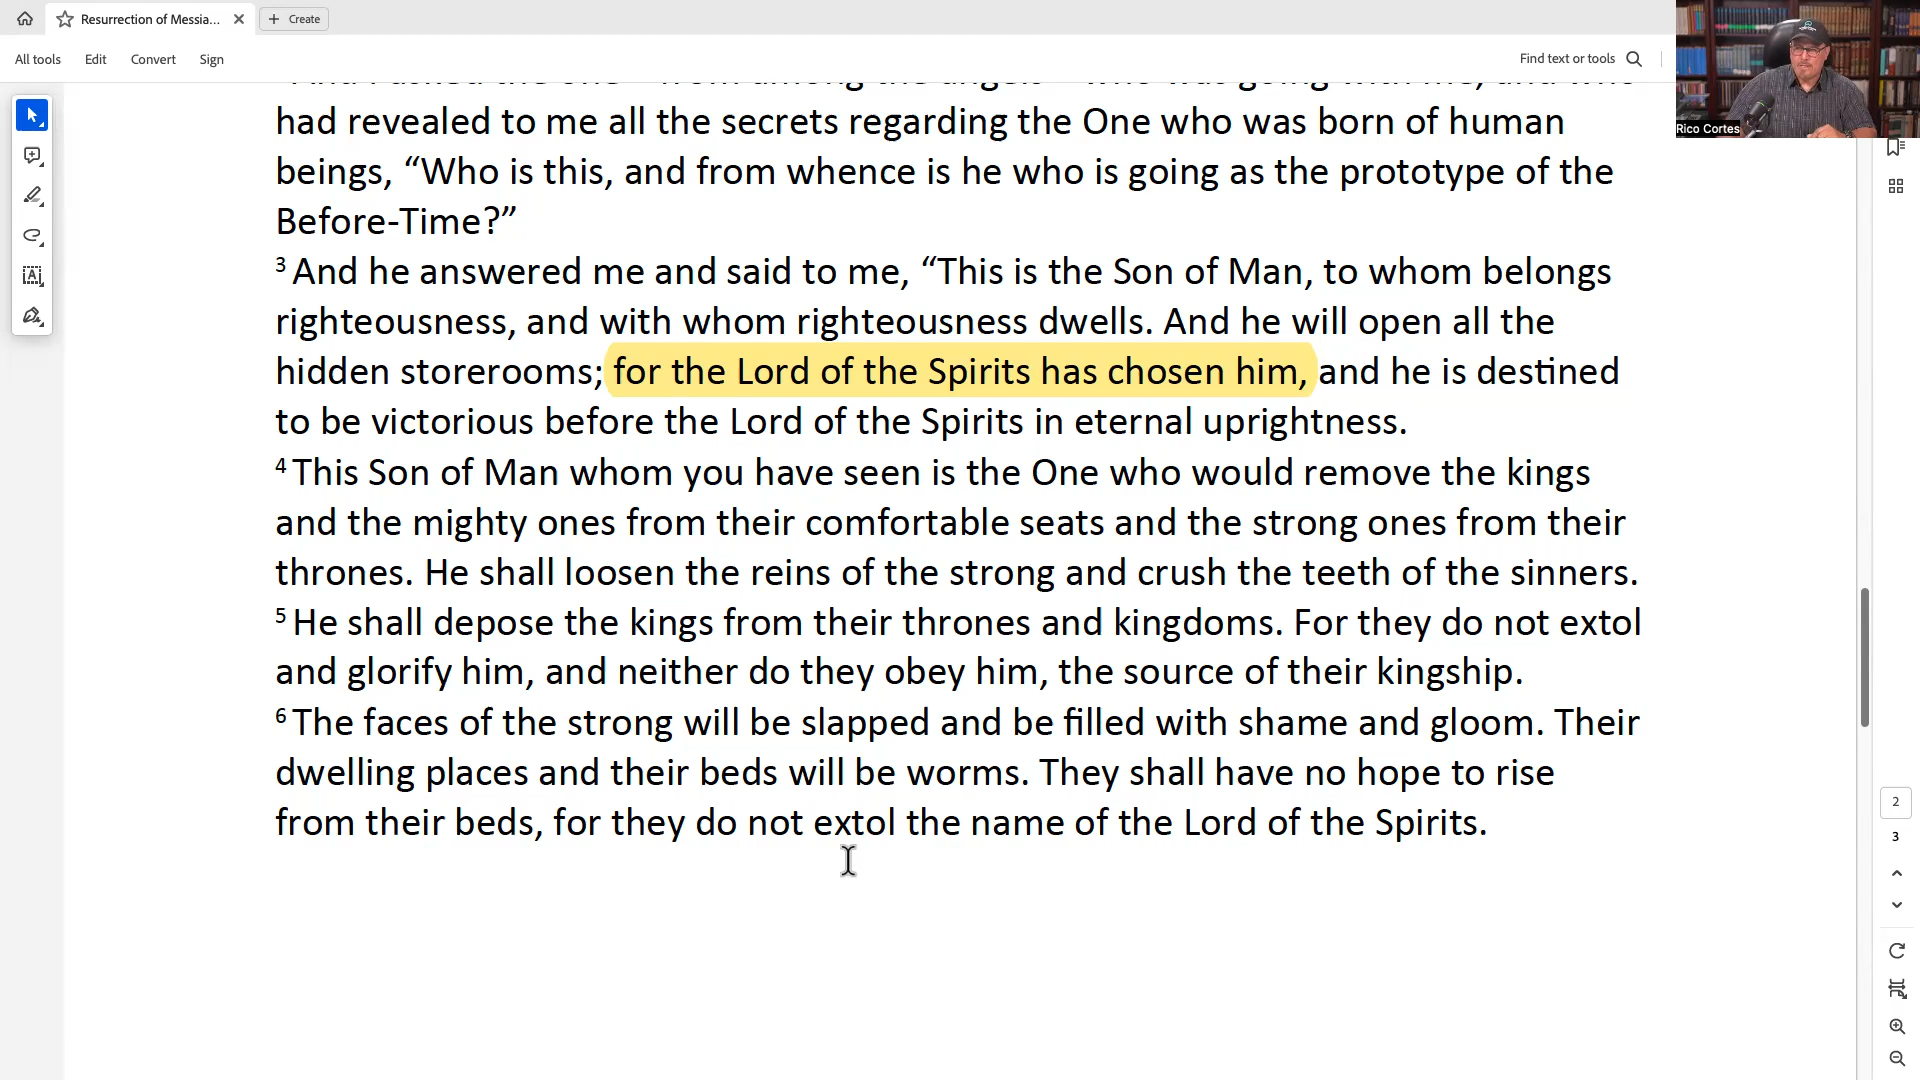 Resurrection of Messia...
Create
All tools
Edit
Convert
Sign
Find text or tools
Rico Cortes
had revealed to me all the secrets regarding the One who was born of human
beings, “Who is this, and from whence is he who is going as the prototype of the
Before-Time?”
3 And he answered me and said to me, “This is the Son of Man, to whom belongs
righteousness, and with whom righteousness dwells. And he will open all the
hidden storerooms; for the Lord of the Spirits has chosen him, and he is destined
to be victorious before the Lord of the Spirits in eternal uprightness.
4 This Son of Man whom you have seen is the One who would remove the kings
and the mighty ones from their comfortable seats and the strong ones from their
thrones. He shall loosen the reins of the strong and crush the teeth of the sinners.
5 He shall depose the kings from their thrones and kingdoms. For they do not extol
and glorify him, and neither do they obey him, the source of their kingship.
6 The faces of the strong will be slapped and be filled with shame and gloom. Their
dwelling places and their beds will be worms. They shall have no hope to rise
from their beds, for they do not extol the name of the Lord of the Spirits.
2
3